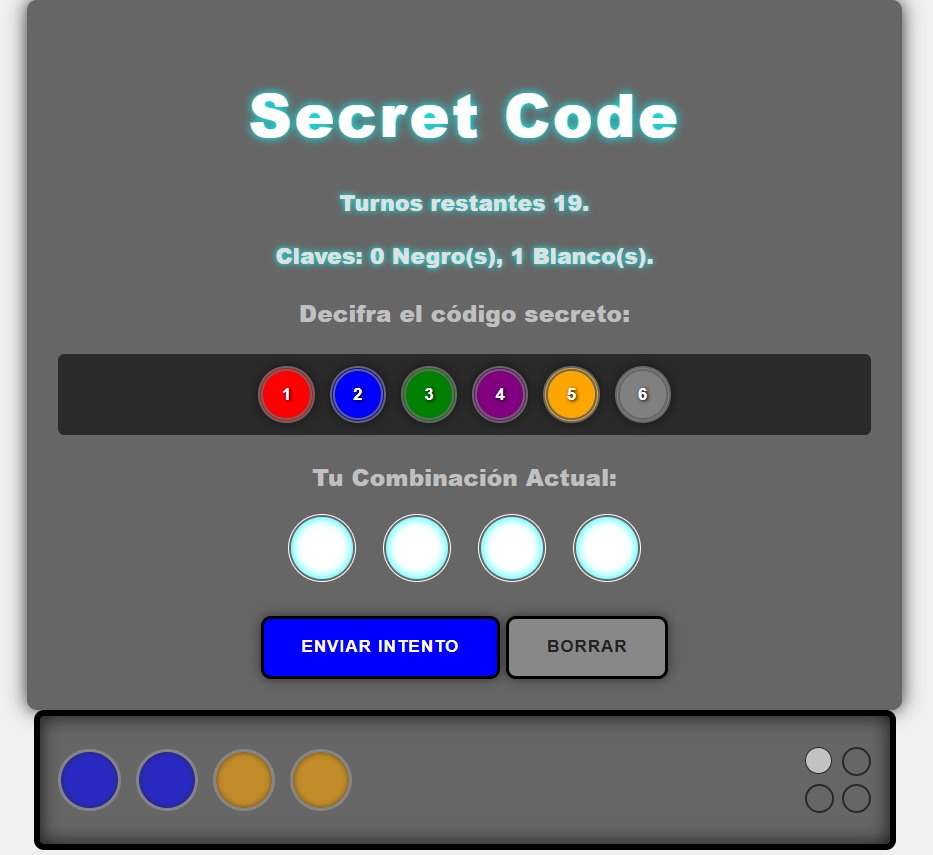 Secret Code
Turnos restantes 19.
Claves: 0 Negro(s), 1 Blanco(s).
Decifra el código secreto:
1 2 3 4 5 6
Tu Combinación Actual:
ENVIAR INTENTO BORRAR